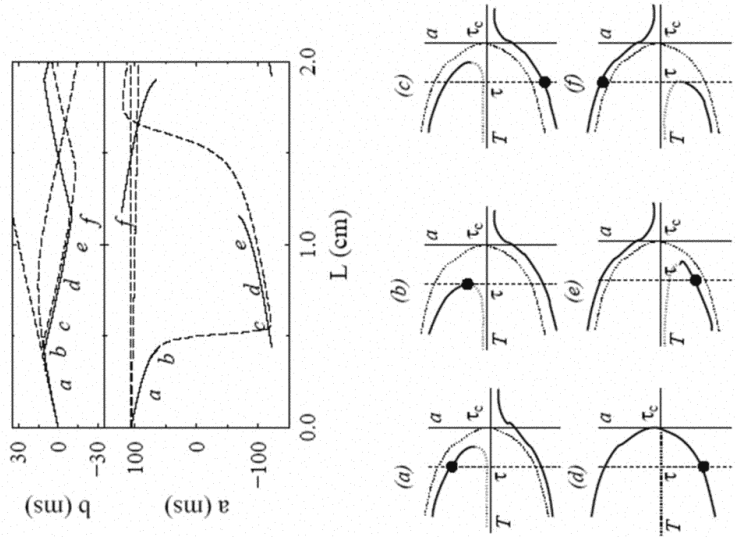 30
0
−30
b (ms)
a b c d e f
100
0
−100
a (ms)
a b c d e f
0.0 1.0 2.0
L (cm)
(a) a τc τ T
(b) a τc τ T
(c) a τc τ T
(d) a τc τ T
(e) a τc τ T
(f) a τc τ T